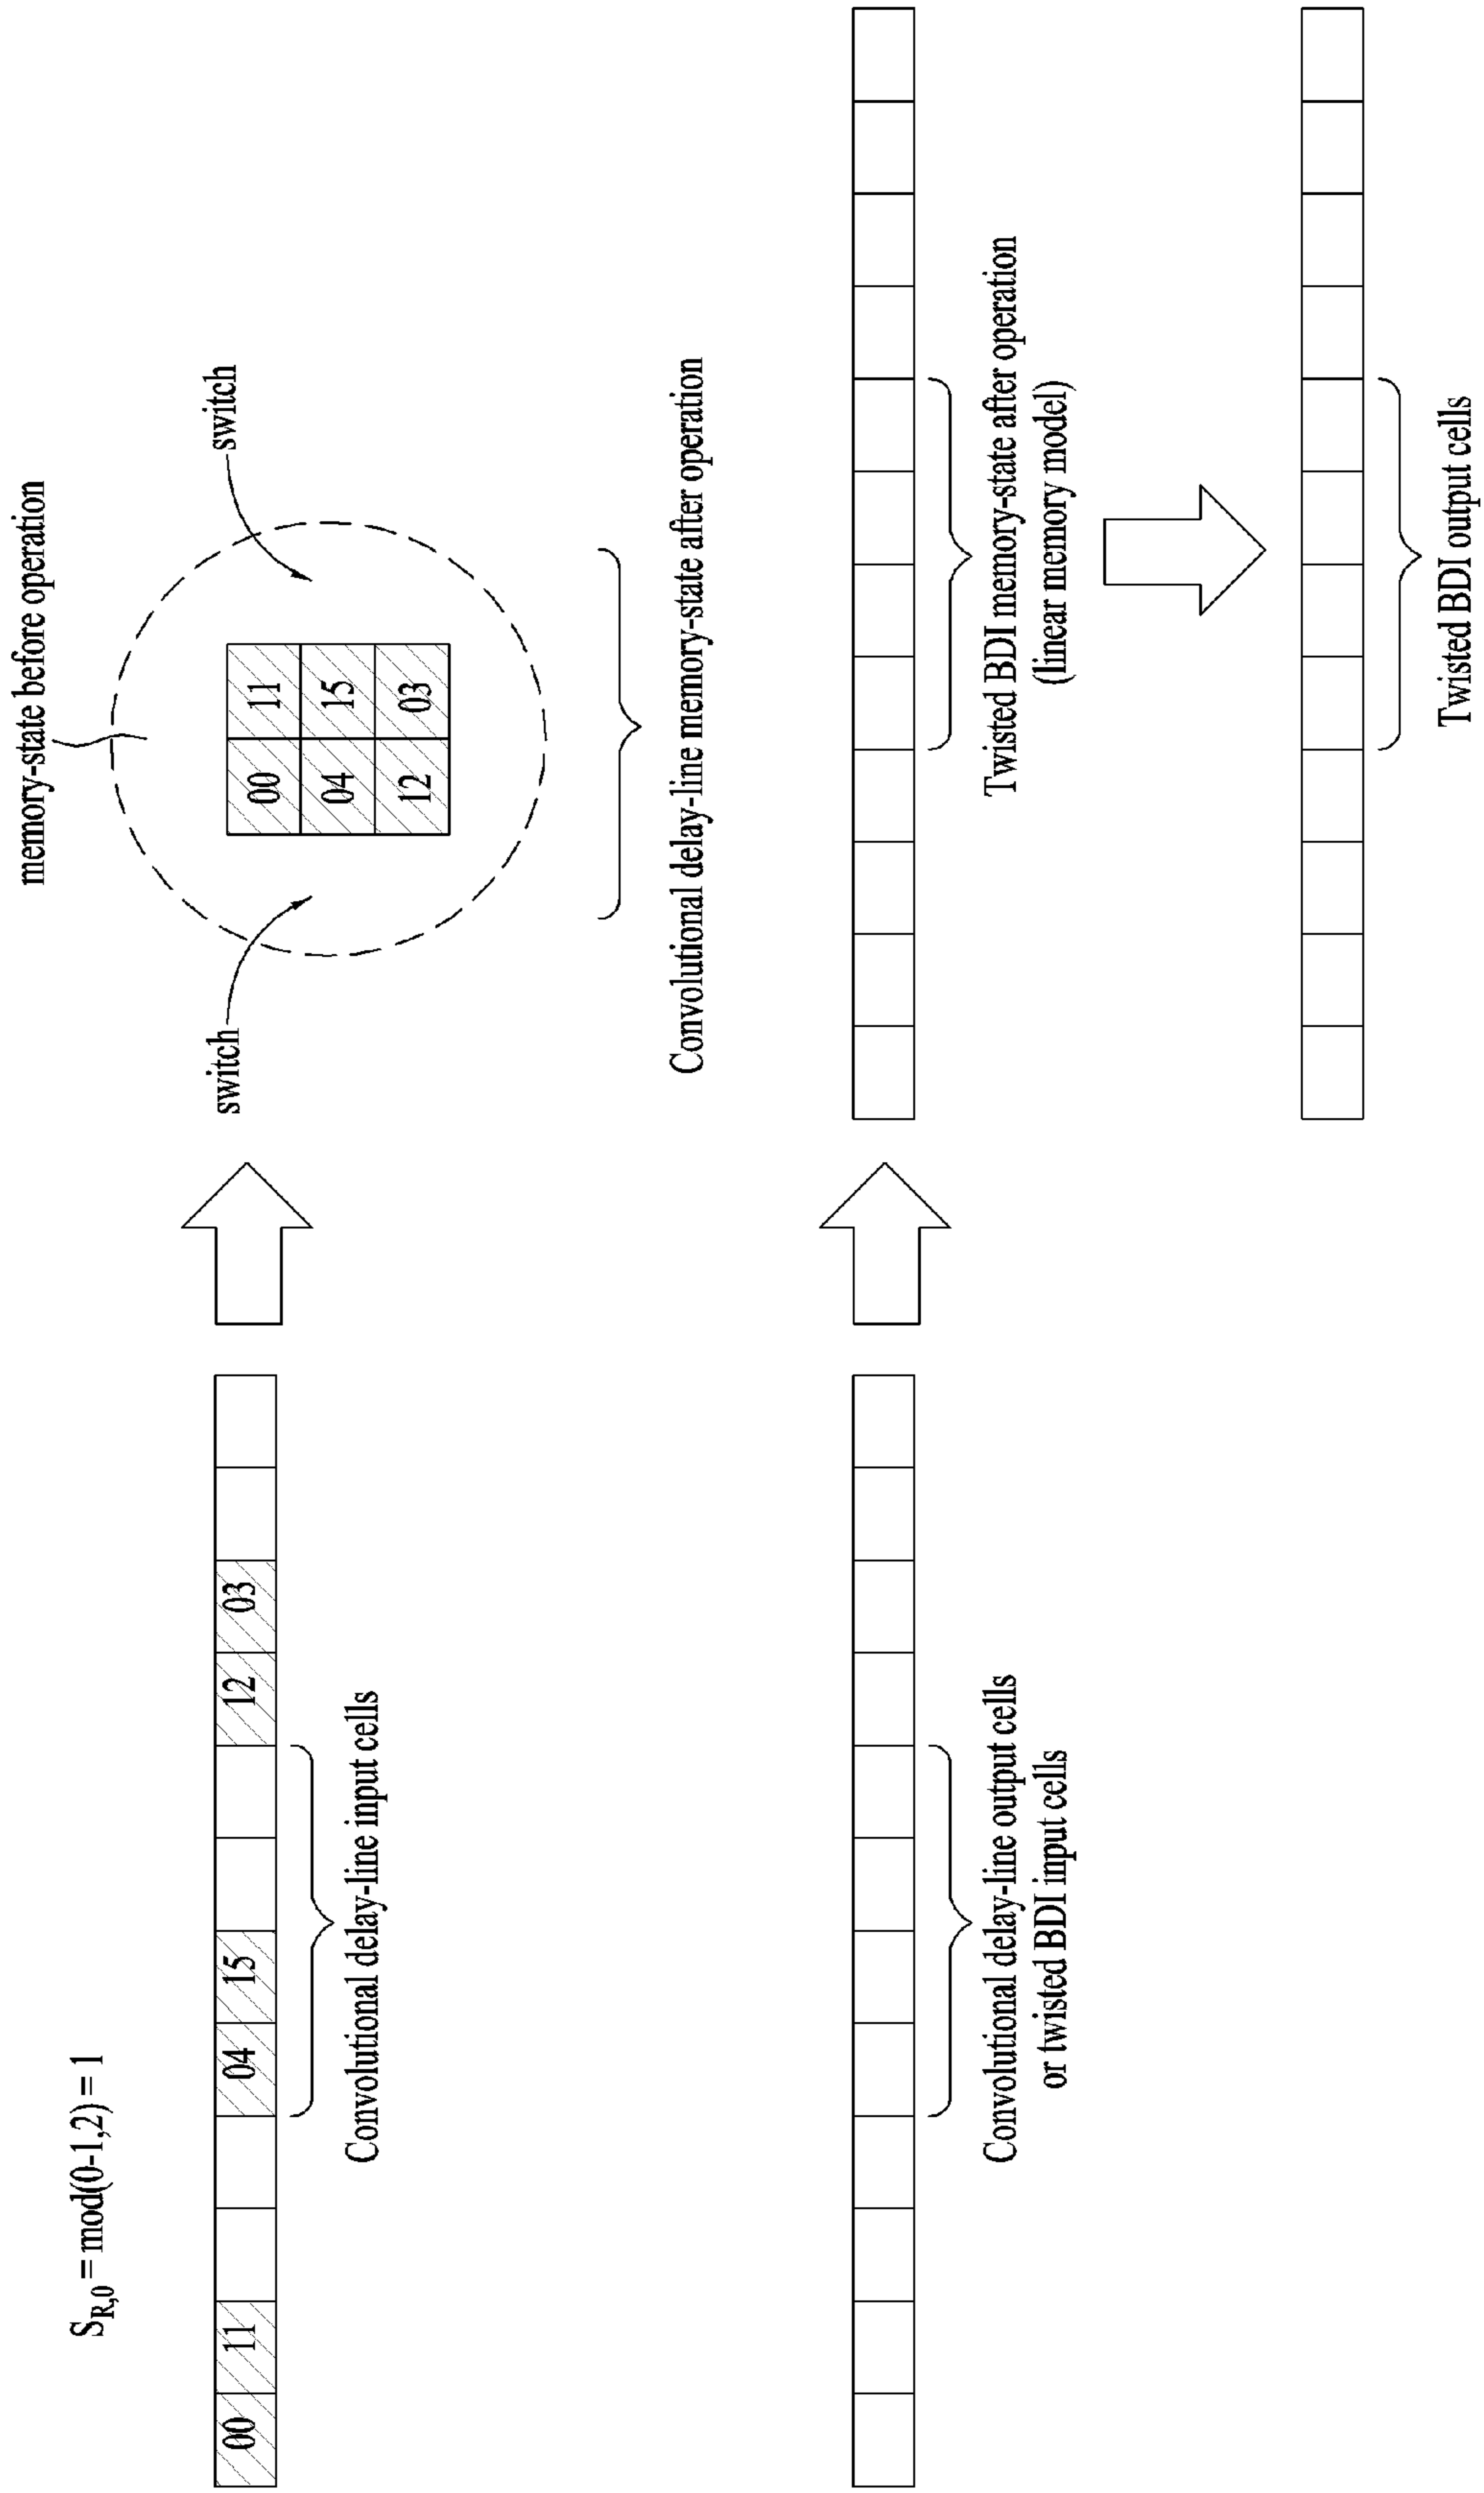 S_R,0 = mod(0-1,2) = 1
00 11 04 15 12 03
Convolutional delay-line input cells
memory-state before operation
switch
switch
00 11
04 15
12 03
Convolutional delay-line memory-state after operation
Convolutional delay-line output cells
or twisted BDI input cells
Twisted BDI memory-state after operation
(linear memory model)
Twisted BDI output cells